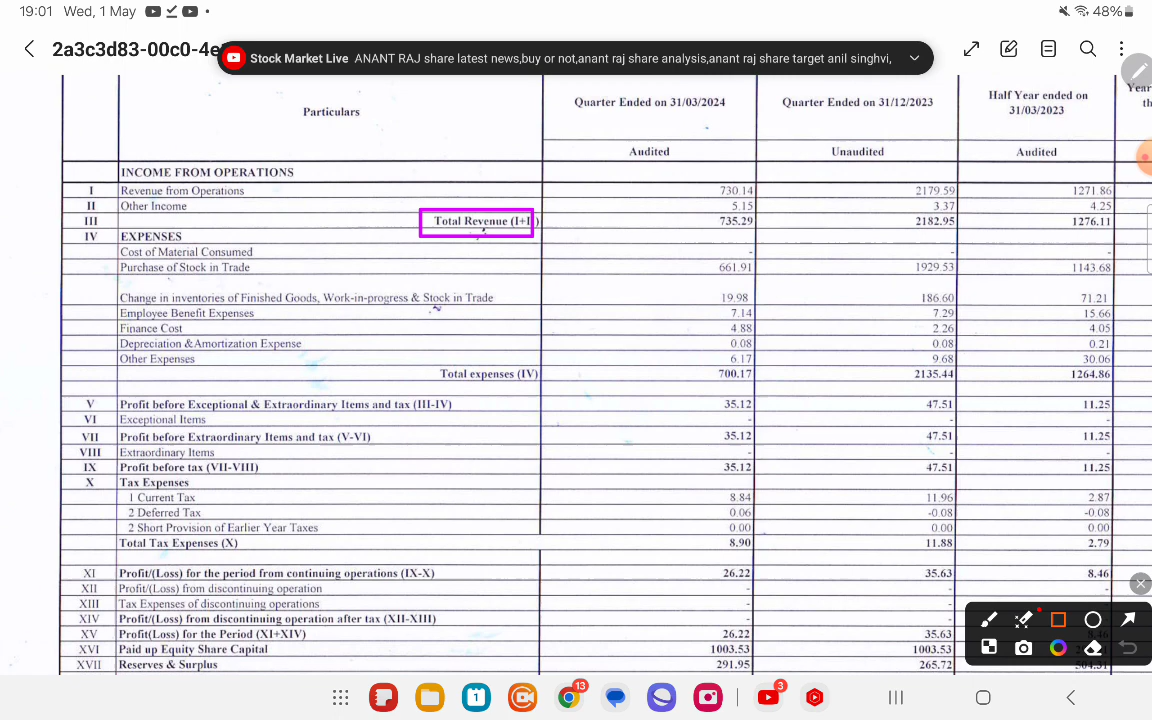 19:01 Wed, 1 May
48%
2a3c3d83-00c0-4e
Stock Market Live ANANT RAJ share latest news,buy or not,anant raj share analysis,anant raj share target anil singhvi,
Particulars Quarter Ended on 31/03/2024 Quarter Ended on 31/12/2023 Half Year ended on 31/03/2023 Year
th
Audited Unaudited Audited
INCOME FROM OPERATIONS
I Revenue from Operations 730.14 2179.59 1271.86
II Other Income 5.15 3.37 4.25
III Total Revenue (I+I) 735.29 2182.95 1276.11
IV EXPENSES
Cost of Material Consumed - - -
Purchase of Stock in Trade 661.91 1929.53 1143.68
Change in inventories of Finished Goods, Work-in-progress & Stock in Trade 19.98 186.60 71.21
Employee Benefit Expenses 7.14 7.29 15.66
Finance Cost 4.88 2.26 4.05
Depreciation &Amortization Expense 0.08 0.08 0.21
Other Expenses 6.17 9.68 30.06
Total expenses (IV) 700.17 2135.44 1264.86
V Profit before Exceptional & Extraordinary Items and tax (III-IV) 35.12 47.51 11.25
VI Exceptional Items - - -
VII Profit before Extraordinary Items and tax (V-VI) 35.12 47.51 11.25
VIII Extraordinary Items - - -
IX Profit before tax (VII-VIII) 35.12 47.51 11.25
X Tax Expenses
1 Current Tax 8.84 11.96 2.87
2 Deferred Tax 0.06 -0.08 -0.08
2 Short Provision of Earlier Year Taxes 0.00 0.00 0.00
Total Tax Expenses (X) 8.90 11.88 2.79
XI Profit/(Loss) for the period from continuing operations (IX-X) 26.22 35.63 8.46
XII Profit/(Loss) from discontinuing operation - - -
XIII Tax Expenses of discontinuing operations - -
XIV Profit/(Loss) from discontinuing operation after tax (XII-XIII) - -
XV Profit(Loss) for the Period (XI+XIV) 26.22 35.63 8.46
XVI Paid up Equity Share Capital 1003.53 1003.53
XVII Reserves & Surplus 291.95 265.72 504.31
1 13 3